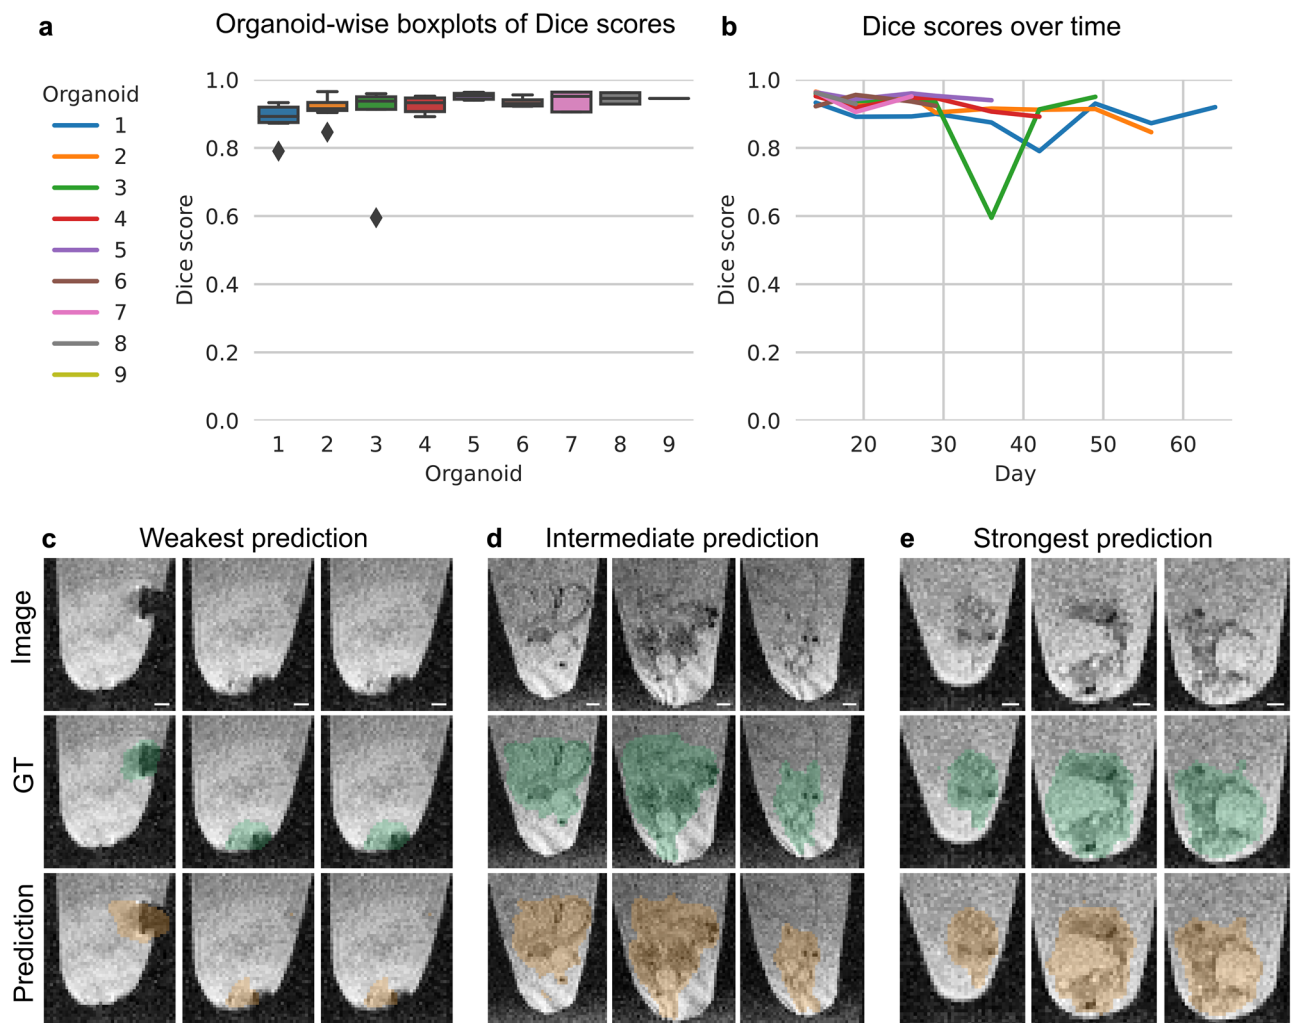 a
Organoid-wise boxplots of Dice scores
Organoid
1
2
3
4
5
6
7
8
9
Dice score
1.0
0.8
0.6
0.4
0.2
0.0
1 2 3 4 5 6 7 8 9
Organoid
b
Dice scores over time
Dice score
1.0
0.8
0.6
0.4
0.2
0.0
20 30 40 50 60
Day
c Weakest prediction
d Intermediate prediction
e Strongest prediction
Image
GT
Prediction